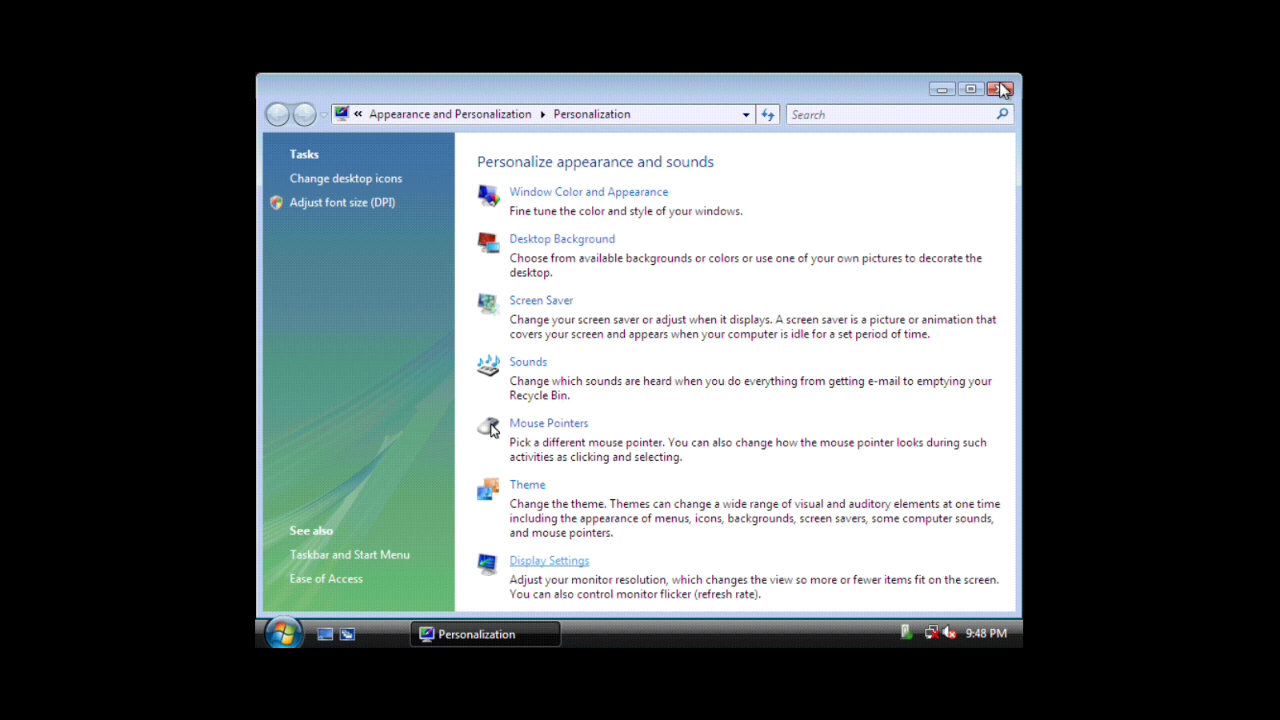 « Appearance and Personalization ▸ Personalization
Search
Tasks
Change desktop icons
Adjust font size (DPI)
See also
Taskbar and Start Menu
Ease of Access
Personalize appearance and sounds
Window Color and Appearance
Fine tune the color and style of your windows.
Desktop Background
Choose from available backgrounds or colors or use one of your own pictures to decorate the
desktop.
Screen Saver
Change your screen saver or adjust when it displays. A screen saver is a picture or animation that
covers your screen and appears when your computer is idle for a set period of time.
Sounds
Change which sounds are heard when you do everything from getting e-mail to emptying your
Recycle Bin.
Mouse Pointers
Pick a different mouse pointer. You can also change how the mouse pointer looks during such
activities as clicking and selecting.
Theme
Change the theme. Themes can change a wide range of visual and auditory elements at one time
including the appearance of menus, icons, backgrounds, screen savers, some computer sounds,
and mouse pointers.
Display Settings
Adjust your monitor resolution, which changes the view so more or fewer items fit on the screen.
You can also control monitor flicker (refresh rate).
Personalization
9:48 PM